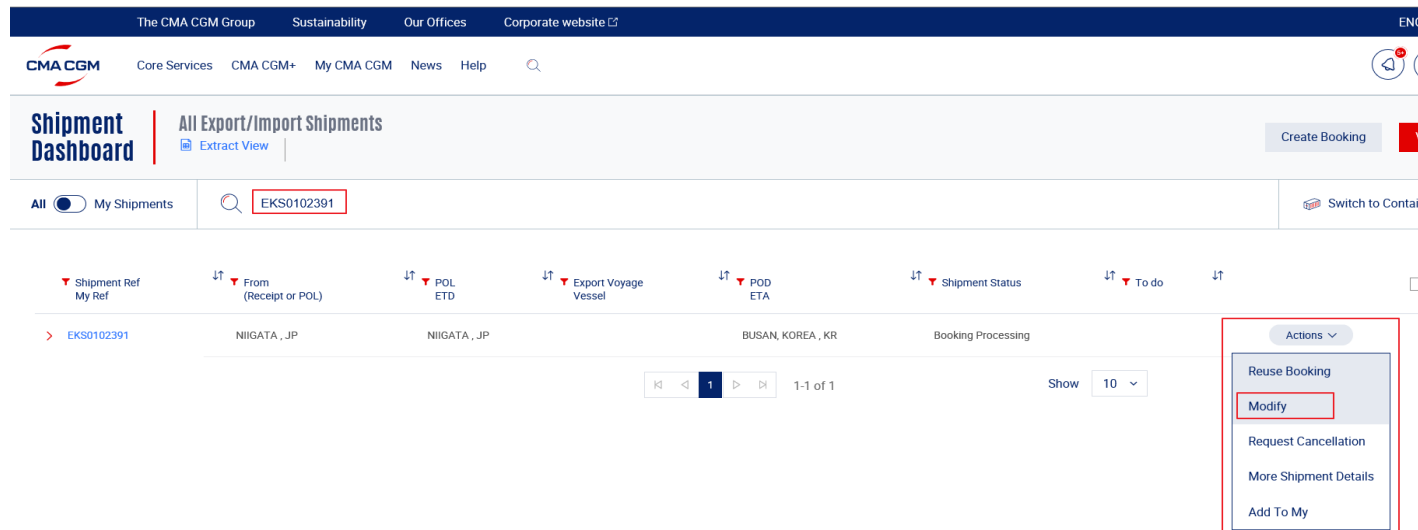 The CMA CGM Group Sustainability Our Offices Corporate website
CMA CGM Core Services CMA CGM+ My CMA CGM News Help 5+
Shipment Dashboard
All Export/Import Shipments
Extract View
Create Booking
All My Shipments EKS0102391 Switch to
Shipment Ref From POL Export Voyage POD Shipment Status To do
My Ref (Receipt or POL) ETD Vessel ETA
EKS0102391 NIIGATA , JP NIIGATA , JP BUSAN, KOREA , KR Booking Processing Actions
1 1-1 of 1 Show 10
Reuse Booking
Modify
Request Cancellation
More Shipment Details
Add To My